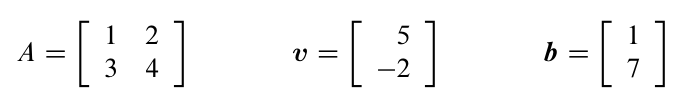 A = [ 1 2 3 4 ] v = [ 5 -2 ] b = [ 1 7 ]